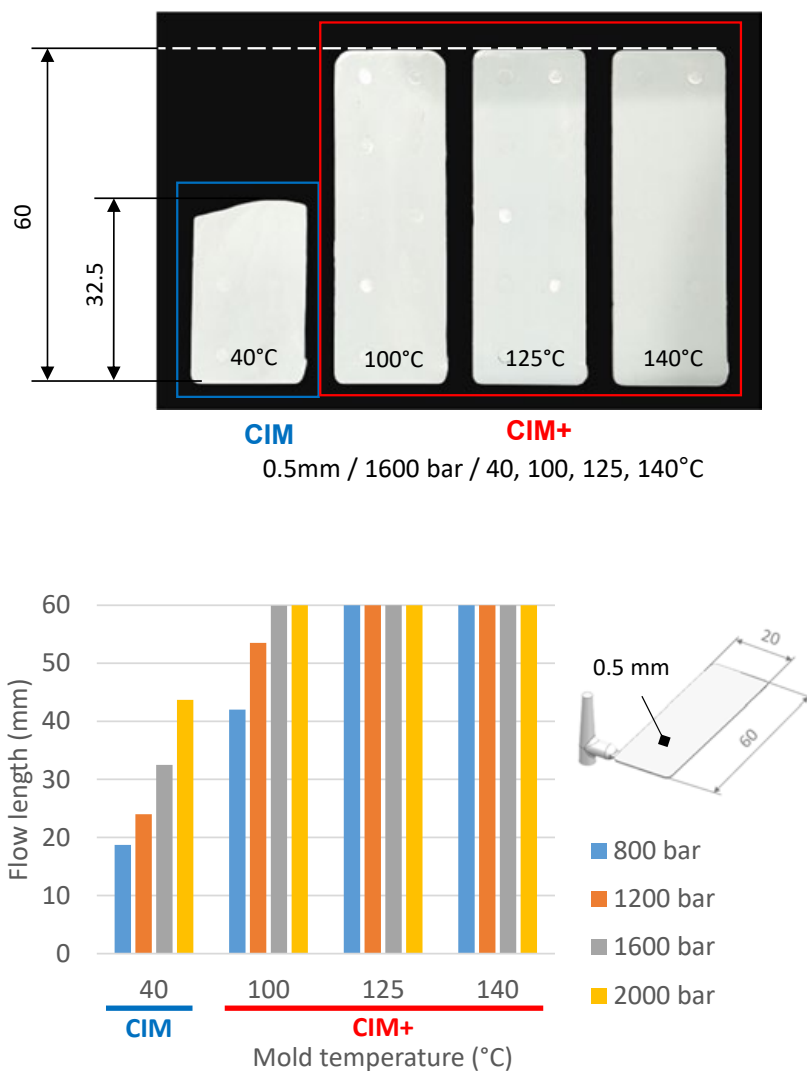 60
32.5
40°C
100°C
125°C
140°C
CIM
CIM+
0.5mm / 1600 bar / 40, 100, 125, 140°C
60
50
40
30
20
10
0
Flow length (mm)
40
100
125
140
CIM
CIM+
Mold temperature (°C)
20
0.5 mm
60
800 bar
1200 bar
1600 bar
2000 bar